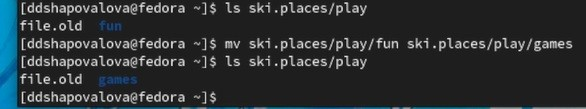 [ddshapovalova@fedora ~]$ ls ski.places/play
file.old  fun
[ddshapovalova@fedora ~]$ mv ski.places/play/fun ski.places/play/games
[ddshapovalova@fedora ~]$ ls ski.places/play
file.old  games
[ddshapovalova@fedora ~]$